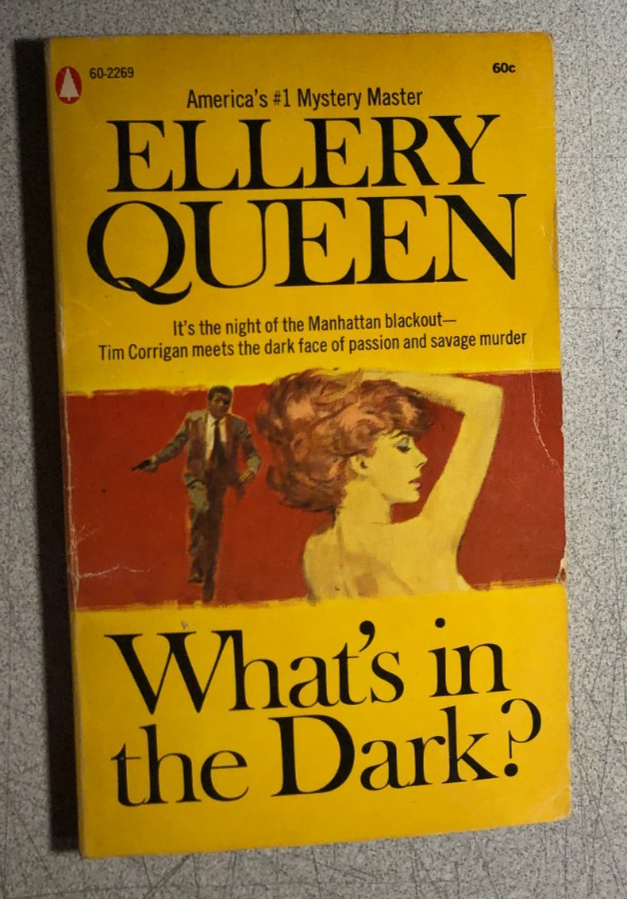 60-2269
60c
America's #1 Mystery Master
ELLERY
QUEEN
It's the night of the Manhattan blackout—
Tim Corrigan meets the dark face of passion and savage murder
What's in
the Dark?